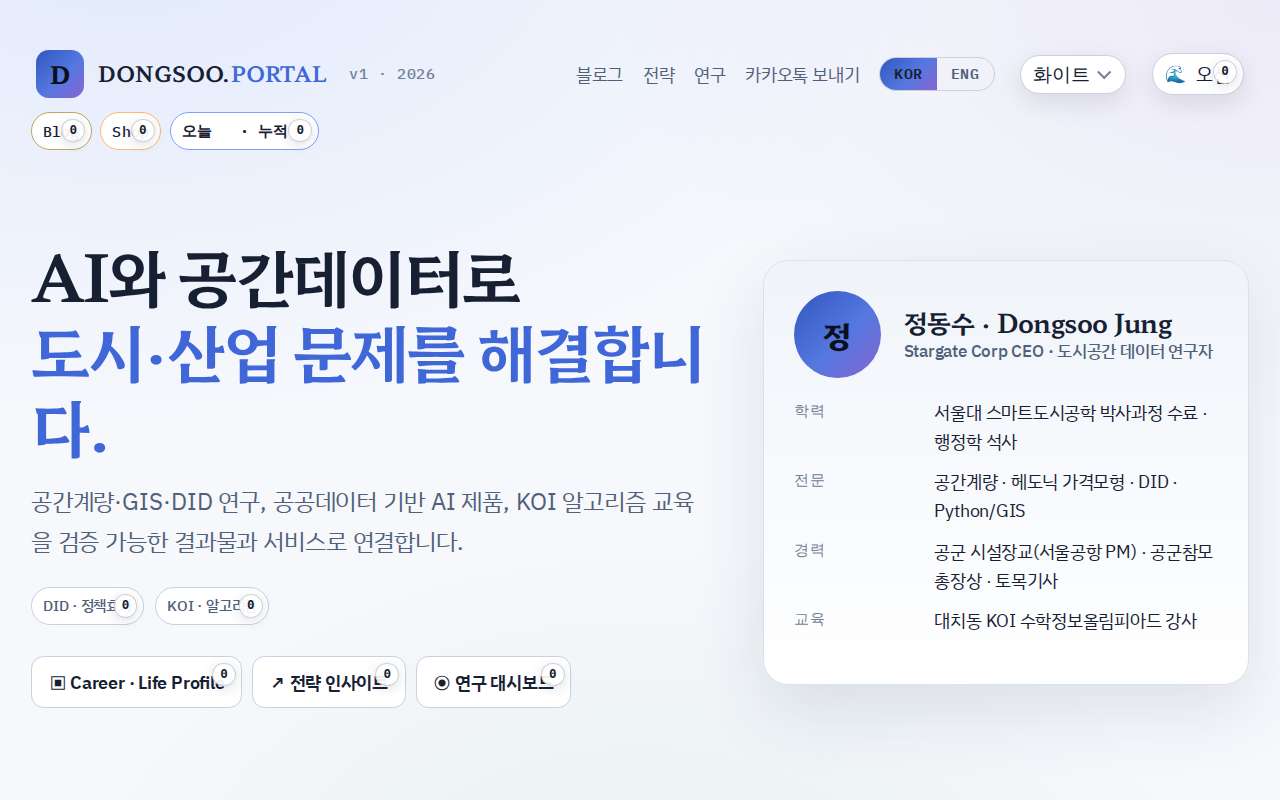 D DONGSOO.PORTAL v1 · 2026 블로그 전략 연구 카카오톡 보내기 KOR ENG 화이트 🌊 0
0 0 오늘 · 누적 0
AI와 공간데이터로
도시·산업 문제를 해결합니
다.
공간계량·GIS·DID 연구, 공공데이터 기반 AI 제품, KOI 알고리즘 교육
을 검증 가능한 결과물과 서비스로 연결합니다.
DID · 0 KOI · 0
▣ Career · Life Profile 0 ↗ 전략 인사이트 0 ◉ 연구 대시보드 0
정 정동수 · Dongsoo Jung
Stargate Corp CEO · 도시공간 데이터 연구자
학력 서울대 스마트도시공학 박사과정 수료 ·
행정학 석사
전문 공간계량 · 헤도닉 가격모형 · DID ·
Python/GIS
경력 공군 시설장교(서울공항 PM) · 공군참모
총장상 · 토목기사
교육 대치동 KOI 수학정보올림피아드 강사